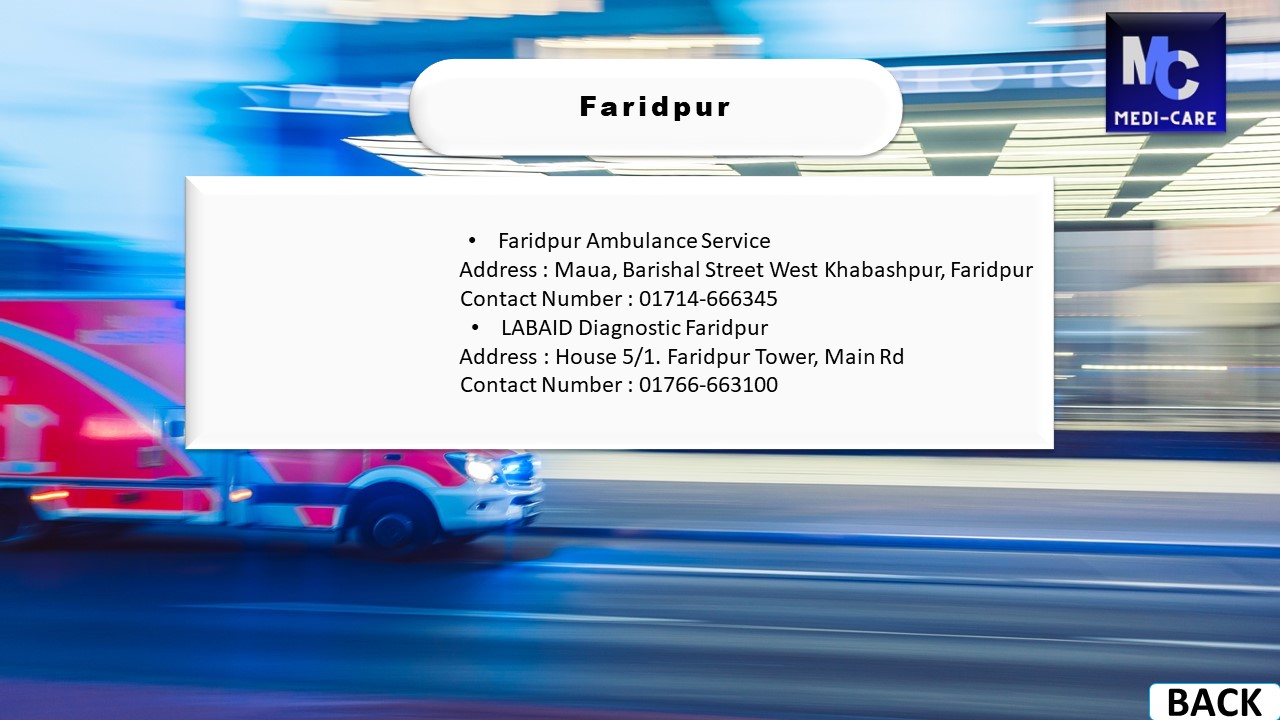 MC
MEDI-CARE
Faridpur
• Faridpur Ambulance Service
Address : Maua, Barishal Street West Khabashpur, Faridpur
Contact Number : 01714-666345
• LABAID Diagnostic Faridpur
Address : House 5/1. Faridpur Tower, Main Rd
Contact Number : 01766-663100
BACK